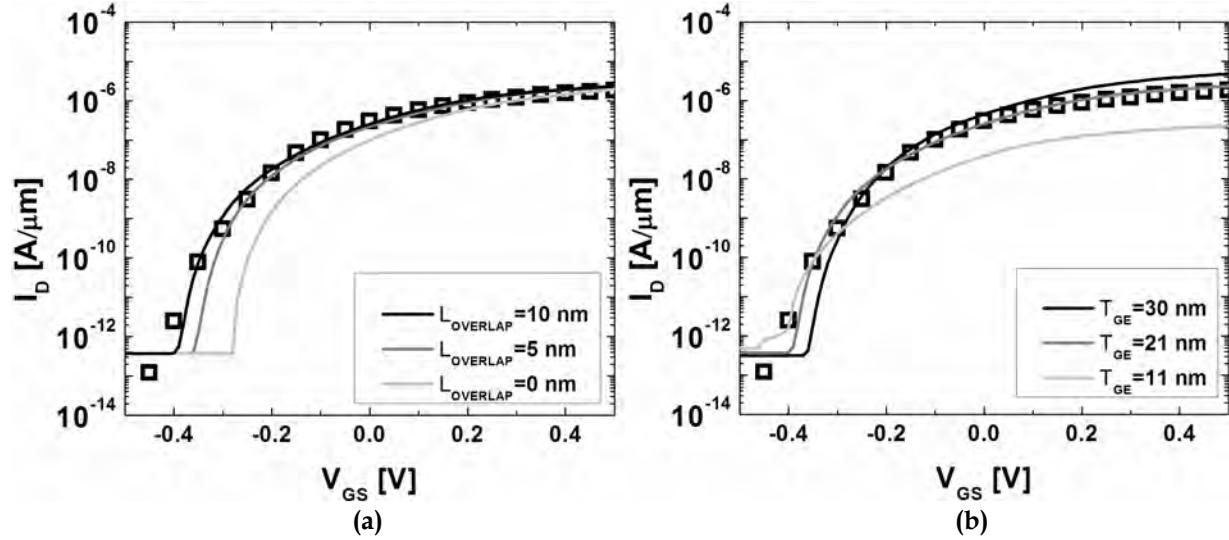 10⁻⁴
10⁻⁶
10⁻⁸
10⁻¹⁰
10⁻¹²
10⁻¹⁴
I_D [A/μm]
L_OVERLAP=10 nm
L_OVERLAP=5 nm
L_OVERLAP=0 nm
-0.4 -0.2 0.0 0.2 0.4
V_GS [V]
(a)
10⁻⁴
10⁻⁶
10⁻⁸
10⁻¹⁰
10⁻¹²
10⁻¹⁴
I_D [A/μm]
T_GE=30 nm
T_GE=21 nm
T_GE=11 nm
-0.4 -0.2 0.0 0.2 0.4
V_GS [V]
(b)